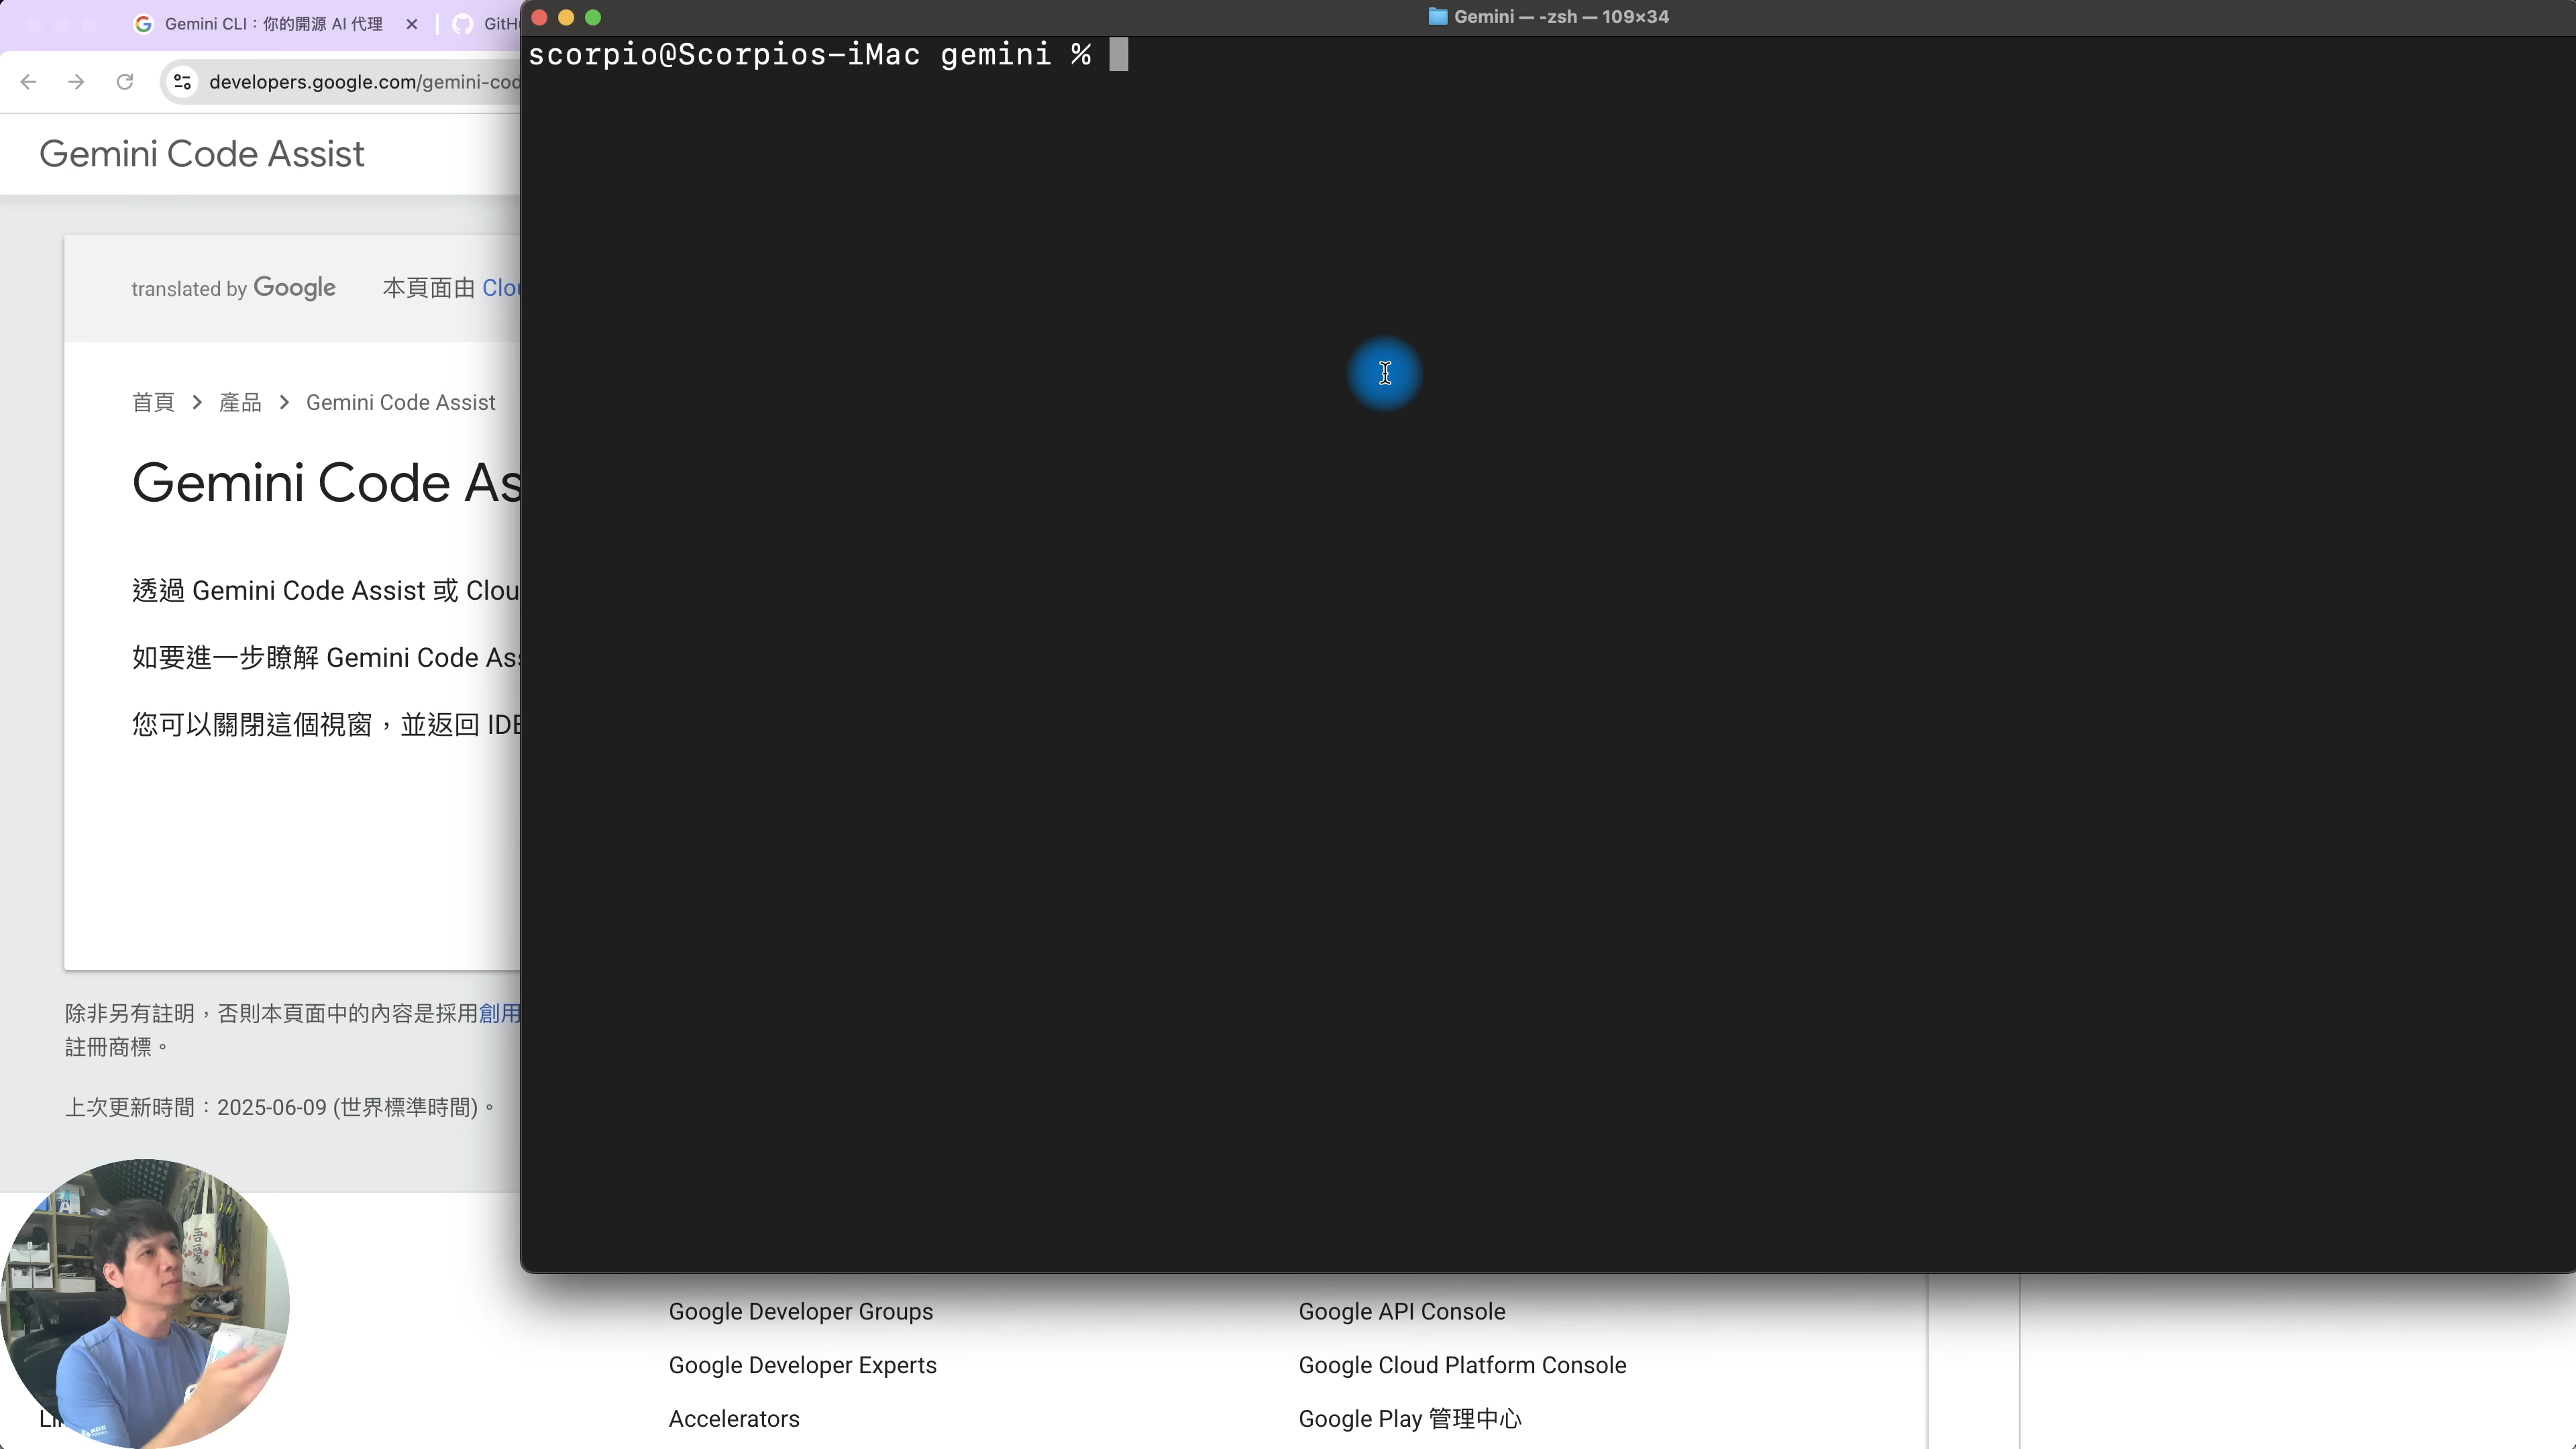 Gemini CLI：你的開源 AI 代理
GitHu
developers.google.com/gemini-cod
Gemini — -zsh — 109×34
scorpio@Scorpios-iMac gemini %
Gemini Code Assist
translated by Google 本頁面由 Clou
首頁 > 產品 > Gemini Code Assist
Gemini Code As
透過 Gemini Code Assist 或 Clou
如要進一步瞭解 Gemini Code Ass
您可以關閉這個視窗，並返回 IDE
除非另有註明，否則本頁面中的內容是採用創用
註冊商標。
上次更新時間：2025-06-09 (世界標準時間)。
Google Developer Groups
Google API Console
Google Developer Experts
Google Cloud Platform Console
Accelerators
Google Play 管理中心